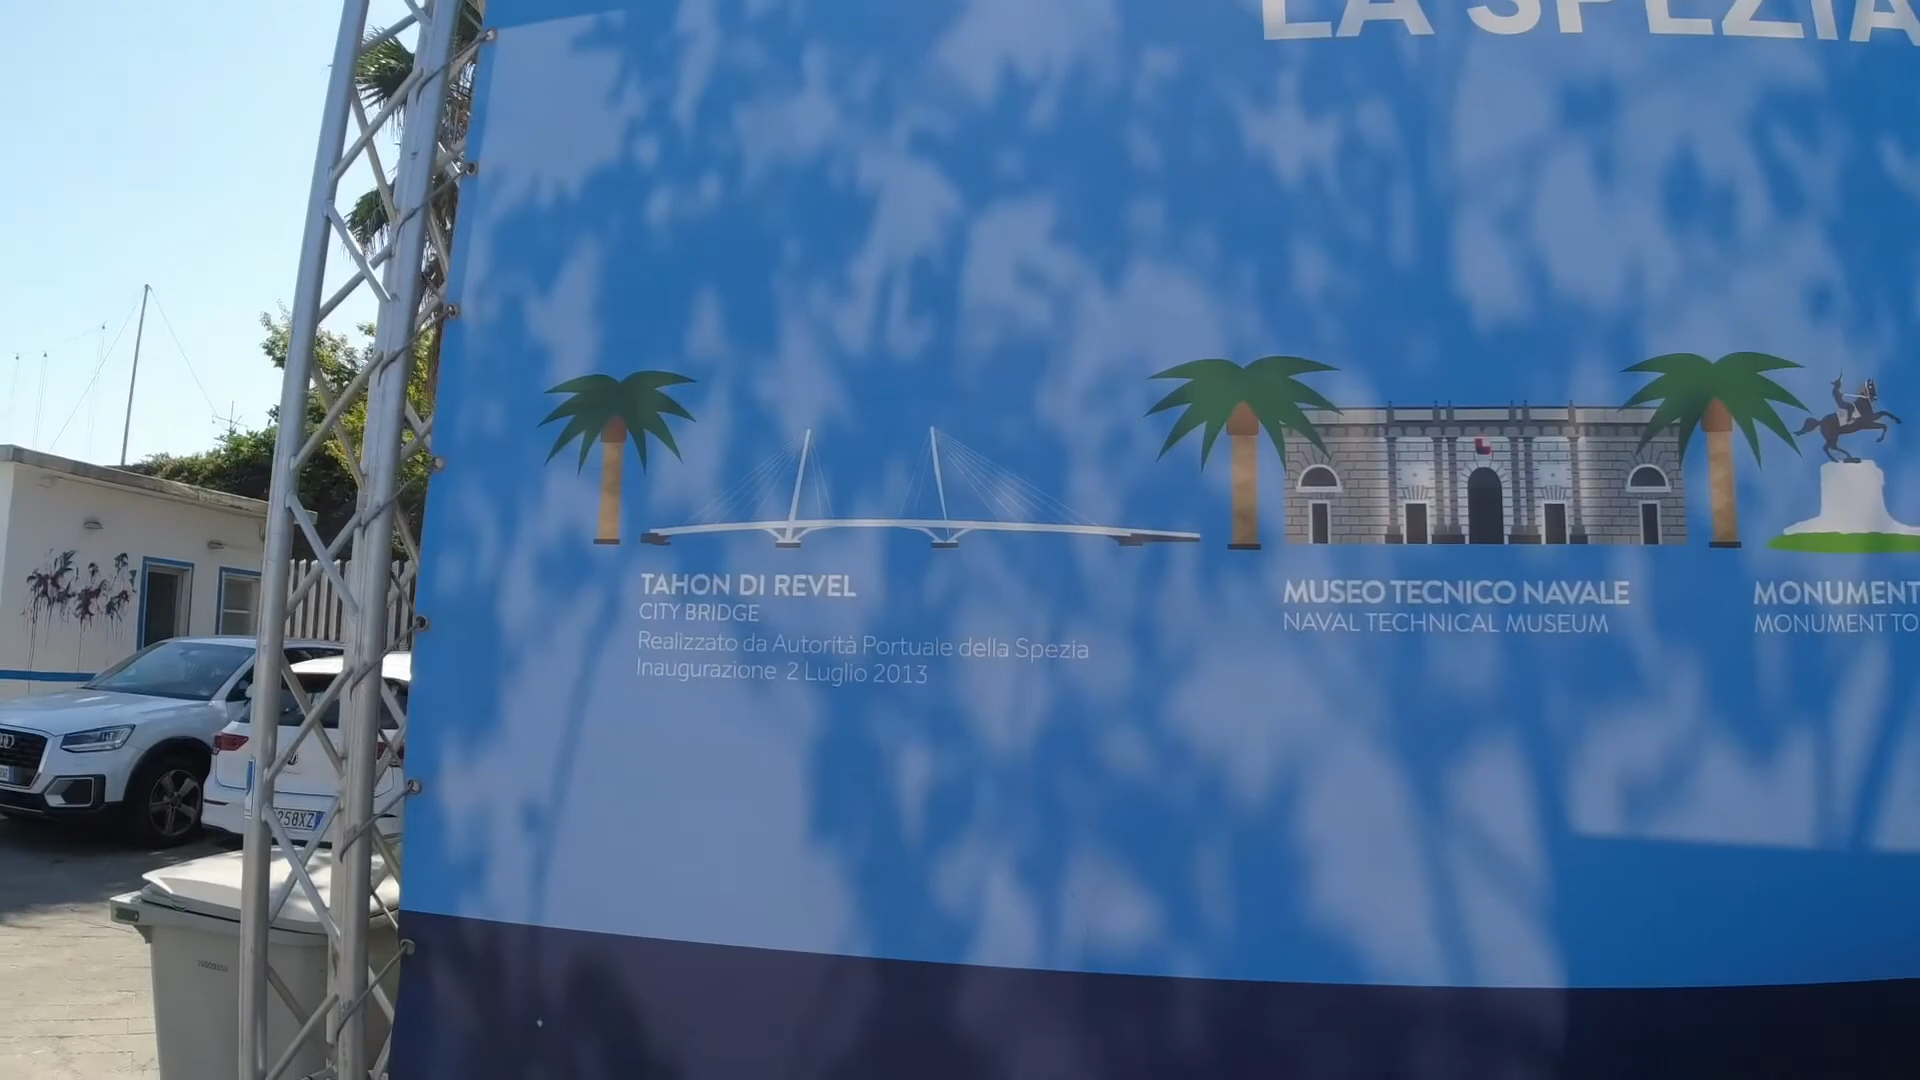 LA SPEZIA
TAHON DI REVEL
CITY BRIDGE
Realizzato da Autorità Portuale della Spezia
Inaugurazione 2 Luglio 2013
MUSEO TECNICO NAVALE
NAVAL TECHNICAL MUSEUM
MONUMENT
MONUMENT TO
258XZ